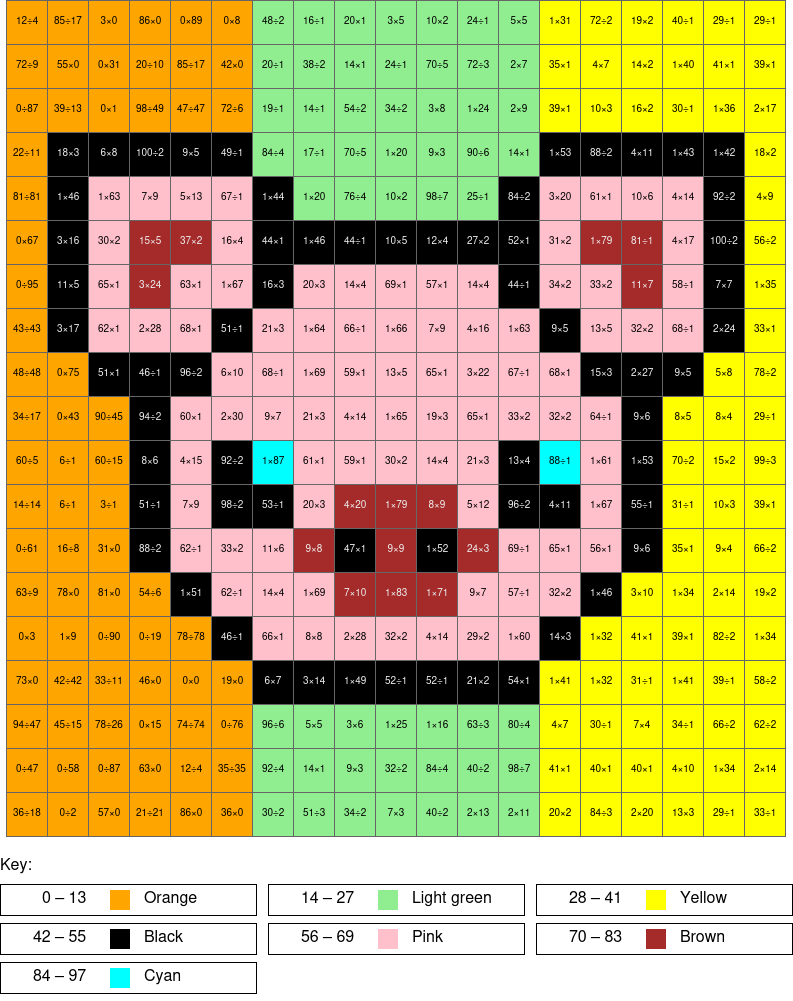 12÷4 85÷17 3×0 86×0 0×89 0×8 48÷2 16÷1 20×1 3×5 10×2 24÷1 5×5 1×31 72÷2 19×2 40÷1 29÷1 29÷1
72÷9 55×0 0×31 20÷10 85÷17 42×0 20÷1 38÷2 14×1 24÷1 70÷5 72÷3 2×7 35×1 4×7 14×2 1×40 41×1 39×1
0÷87 39÷13 0×1 98÷49 47÷47 72÷6 19÷1 14÷1 54÷2 34÷2 3×8 1×24 2×9 39×1 10×3 16×2 30÷1 1×36 2×17
22÷11 18×3 6×8 100÷2 9×5 49÷1 84÷4 17÷1 70÷5 1×20 9×3 90÷6 14×1 1×53 88÷2 4×11 1×43 1×42 18×2
81÷81 1×46 1×63 7×9 5×13 67÷1 1×44 1×20 76÷4 10×2 98÷7 25÷1 84÷2 3×20 61×1 10×6 4×14 92÷2 4×9
0×67 3×16 30×2 15×5 37×2 16×4 44×1 1×46 44÷1 10×5 12×4 27×2 52×1 31×2 1×79 81÷1 4×17 100÷2 56÷2
0÷95 11×5 65×1 3×24 63÷1 1×67 16×3 20×3 14×4 69×1 57×1 14×4 44÷1 34×2 33×2 11×7 58÷1 7×7 1×35
43÷43 3×17 62×1 2×28 68×1 51÷1 21×3 1×64 66÷1 1×66 7×9 4×16 1×63 9×5 13×5 32×2 68÷1 2×24 33×1
48÷48 0×75 51×1 46÷1 96÷2 6×10 68÷1 1×69 59×1 13×5 65×1 3×22 67÷1 68×1 15×3 2×27 9×5 5×8 78÷2
34÷17 0×43 90÷45 94÷2 60×1 2×30 9×7 21×3 4×14 1×65 19×3 65×1 33×2 32×2 64÷1 9×6 8×5 8×4 29÷1
60÷5 6÷1 60÷15 8×6 4×15 92÷2 1×87 61×1 59×1 30×2 14×4 21×3 13×4 88÷1 1×61 1×53 70÷2 15×2 99÷3
14÷14 6÷1 3÷1 51÷1 7×9 98÷2 53÷1 20×3 4×20 1×79 8×9 5×12 96÷2 4×11 1×67 55÷1 31÷1 10×3 39×1
0÷61 16÷8 31×0 88÷2 62÷1 33×2 11×6 9×8 47×1 9×9 1×52 24×3 69÷1 65×1 56÷1 9×6 35×1 9×4 66÷2
63÷9 78×0 81×0 54÷6 1×51 62÷1 14×4 1×69 7×10 1×83 1×71 9×7 57÷1 32×2 1×46 3×10 1×34 2×14 19×2
0×3 1×9 0÷90 0÷19 78÷78 46÷1 66×1 8×8 2×28 32×2 4×14 29×2 1×60 14×3 1×32 41×1 39×1 82÷2 1×34
73×0 42÷42 33÷11 46×0 0×0 19×0 6×7 3×14 1×49 52÷1 52÷1 21×2 54×1 1×41 1×32 31÷1 1×41 39÷1 58÷2
94÷47 45÷15 78÷26 0×15 74÷74 0÷76 96÷6 5×5 3×6 1×25 1×16 63÷3 80÷4 4×7 30÷1 7×4 34÷1 66÷2 62÷2
0÷47 0÷58 0÷87 63×0 12÷4 35÷35 92÷4 14×1 9×3 32÷2 84÷4 40÷2 98÷7 41×1 40×1 40×1 4×10 1×34 2×14
36÷18 0÷2 57×0 21÷21 86×0 36×0 30÷2 51÷3 34÷2 7×3 40÷2 2×13 2×11 20×2 84÷3 2×20 13×3 29÷1 33÷1
Key:
0 – 13 Orange 14 – 27 Light green 28 – 41 Yellow
42 – 55 Black 56 – 69 Pink 70 – 83 Brown
84 – 97 Cyan